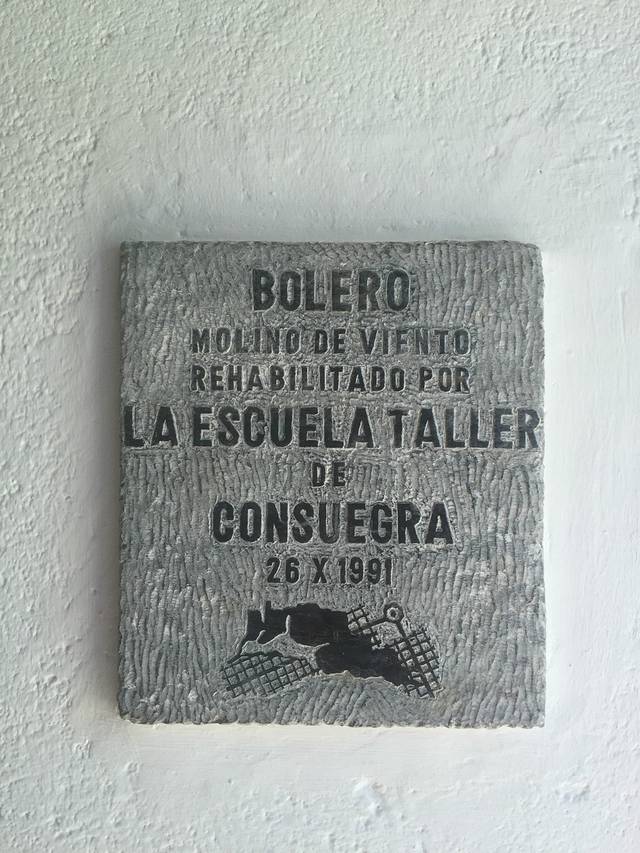 BOLERO
MOLINO DE VIENTO
REHABILITADO POR
LA ESCUELA TALLER
DE
CONSUEGRA
26 X 1991